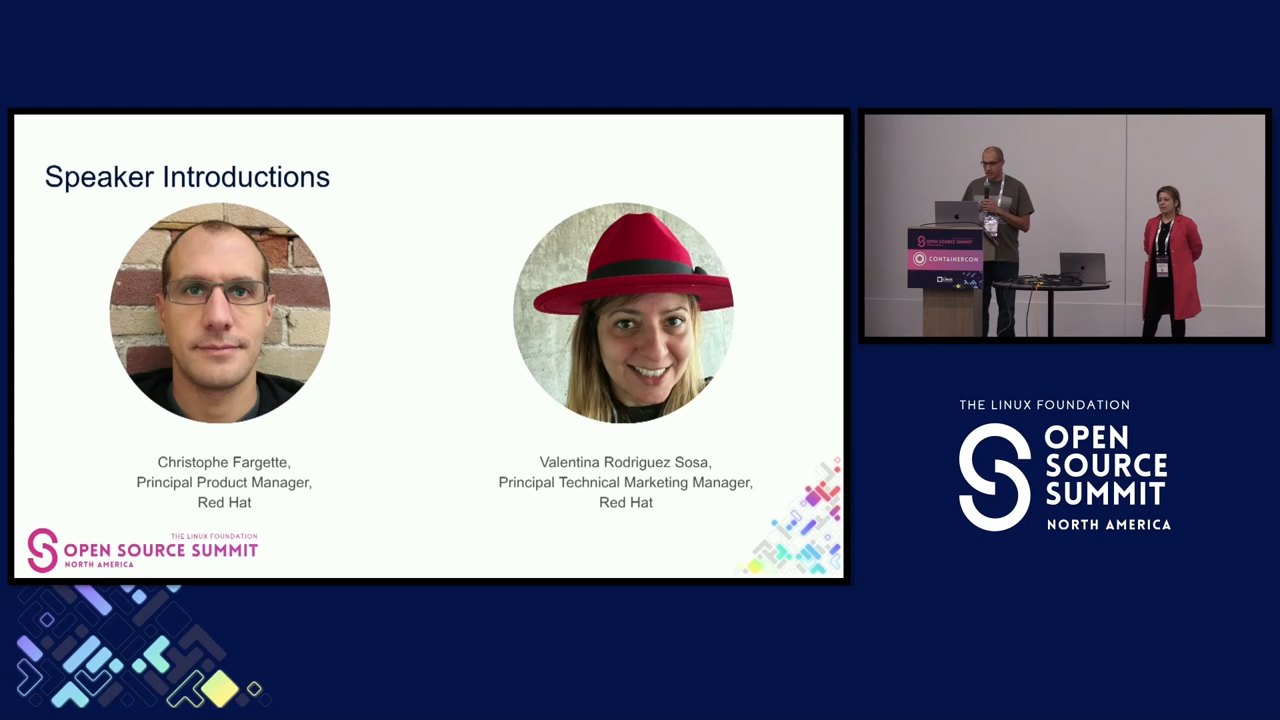 Speaker Introductions
Christophe Fargette,
Principal Product Manager,
Red Hat
Valentina Rodriguez Sosa,
Principal Technical Marketing Manager,
Red Hat
THE LINUX FOUNDATION
OPEN SOURCE SUMMIT
NORTH AMERICA
OPEN SOURCE SUMMIT
CONTAINERCON
THE LINUX FOUNDATION
OPEN
SOURCE
SUMMIT
NORTH AMERICA